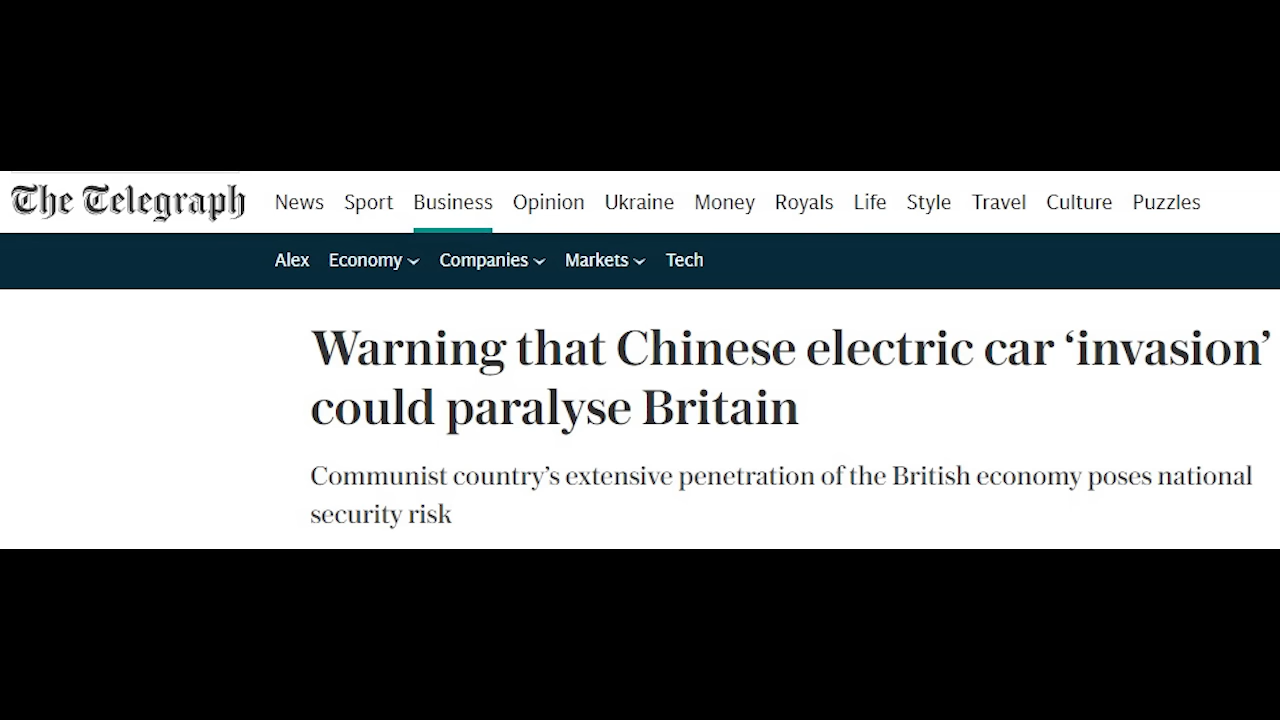 The Telegraph News Sport Business Opinion Ukraine Money Royals Life Style Travel Culture Puzzles
Alex Economy Companies Markets Tech
Warning that Chinese electric car ‘invasion’
could paralyse Britain
Communist country’s extensive penetration of the British economy poses national
security risk